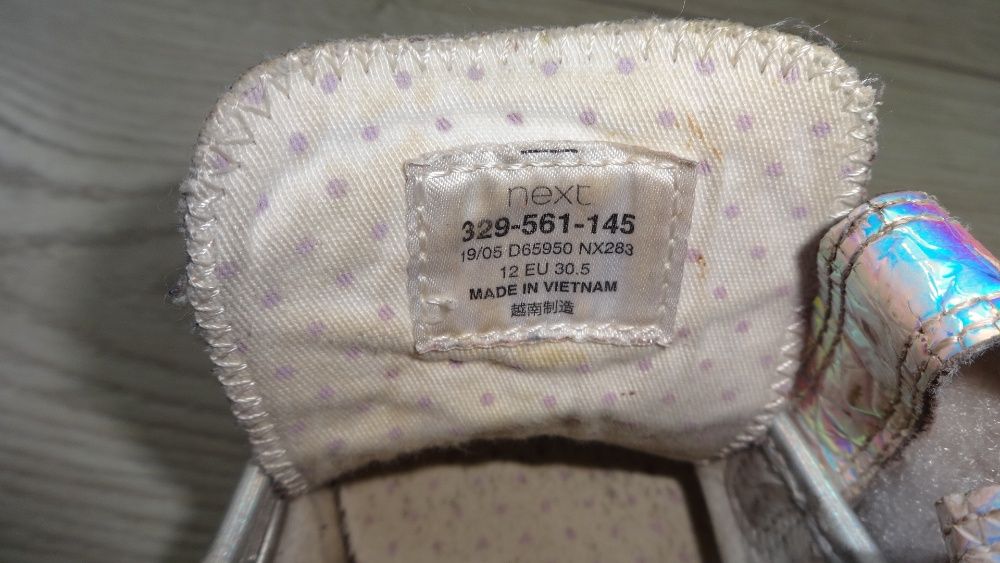 next
329-561-145
19/05 D65950 NX283
12 EU 30.5
MADE IN VIETNAM
越南制造